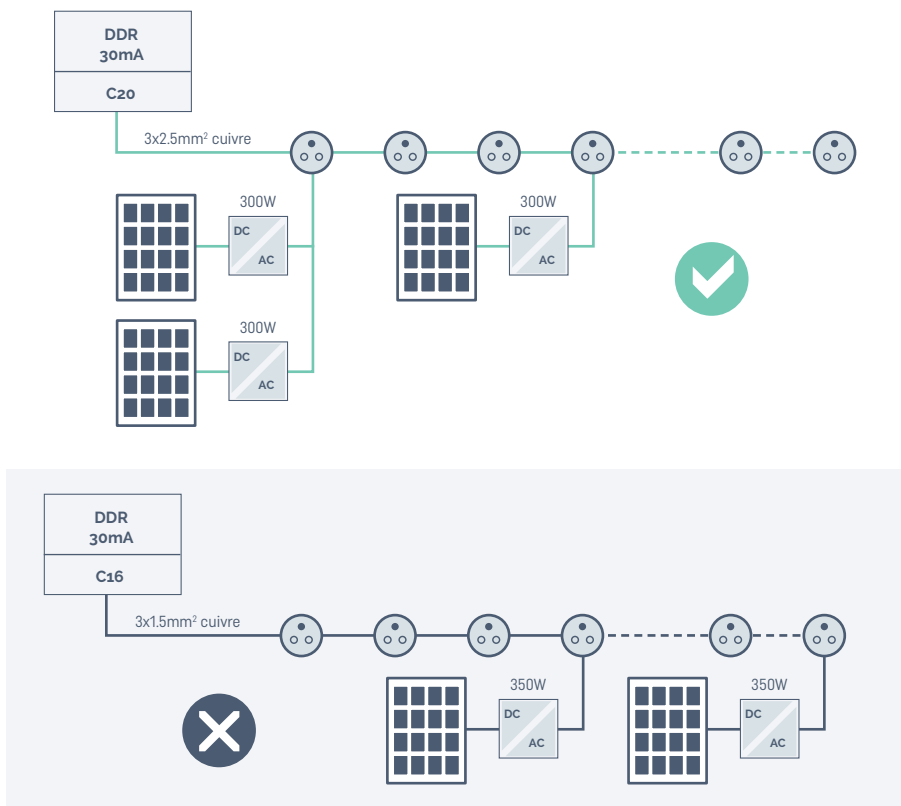 DDR
30mA
C20
3x2.5mm² cuivre
300W
DC
AC
300W
DC
AC
300W
DC
AC
DDR
30mA
C16
3x1.5mm² cuivre
350W
DC
AC
350W
DC
AC